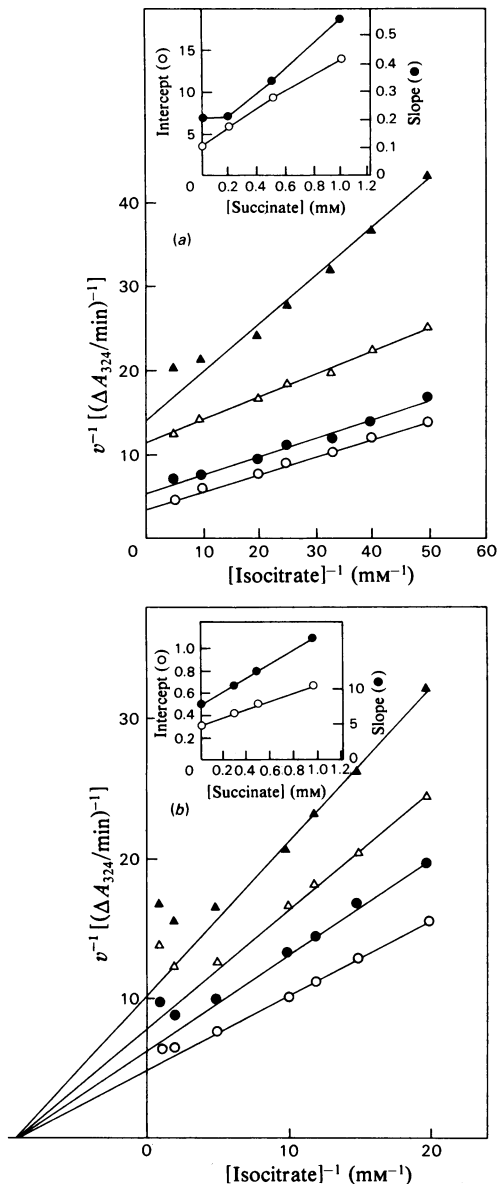 15
10
5
0
Intercept (○)
0.5
0.4
0.3
0.2
0.1
0
Slope (●)
0 0.2 0.4 0.6 0.8 1.0 1.2
[Succinate] (mM)
(a)
40
30
20
10
0
v⁻¹ [(ΔA₃₂₄/min)⁻¹]
10 20 30 40 50 60
[Isocitrate]⁻¹ (mM⁻¹)
1.0
0.8
0.6
0.4
0.2
Intercept (○)
10
5
0
Slope (●)
0.2 0.4 0.6 0.8 1.0 1.2
[Succinate] (mM)
(b)
30
20
10
v⁻¹ [(ΔA₃₂₄/min)⁻¹]
0 10 20
[Isocitrate]⁻¹ (mM⁻¹)